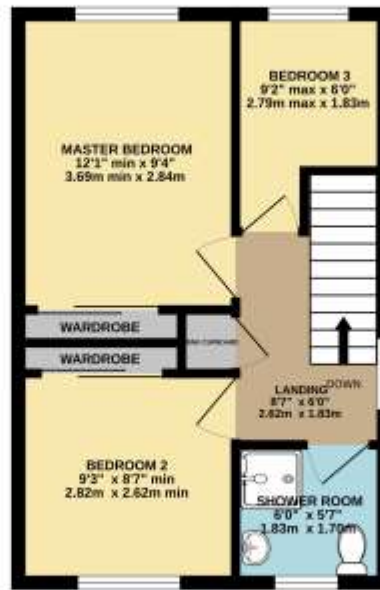 BEDROOM 3
9'2" max x 6'0"
2.79m max x 1.83m
MASTER BEDROOM
12'1" min x 9'4"
3.69m min x 2.84m
WARDROBE
WARDROBE
CUPBOARD
DOWN
LANDING
8'7" x 6'0"
2.62m x 1.83m
BEDROOM 2
9'3" x 8'7" min
2.82m x 2.62m min
SHOWER ROOM
6'0" x 5'7"
1.83m x 1.70m